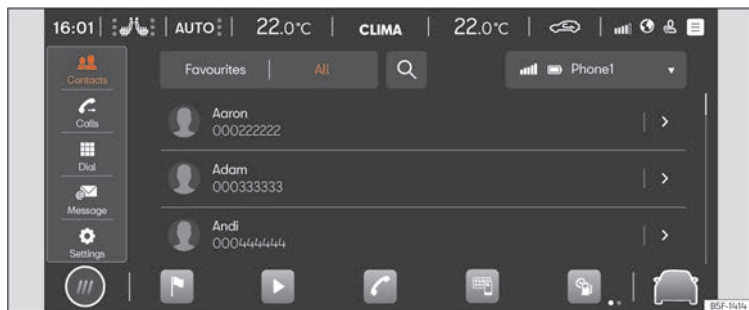 16:01 AUTO 22.0°C CLIMA 22.0°C
Contacts
Favourites All
Phone1
Calls
Aaron
000222222
Dial
Adam
000333333
Message
Andi
000444444
Settings
B5F-1414